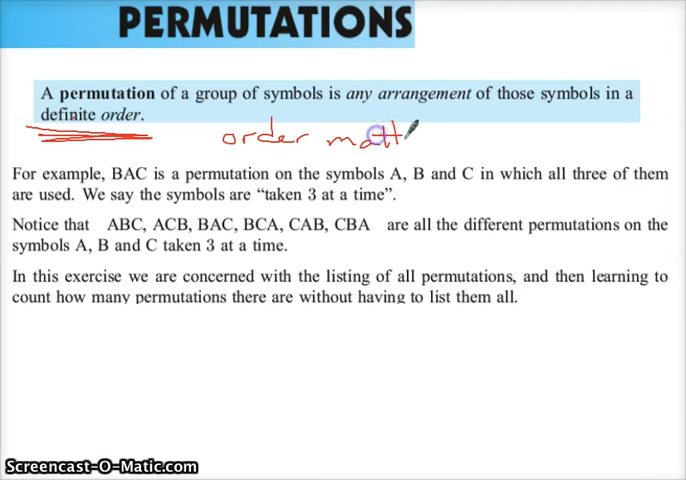 PERMUTATIONS
A permutation of a group of symbols is any arrangement of those symbols in a
definite order.
order matt
For example, BAC is a permutation on the symbols A, B and C in which all three of them
are used. We say the symbols are “taken 3 at a time”.
Notice that ABC, ACB, BAC, BCA, CAB, CBA are all the different permutations on the
symbols A, B and C taken 3 at a time.
In this exercise we are concerned with the listing of all permutations, and then learning to
count how many permutations there are without having to list them all.
Screencast-O-Matic.com